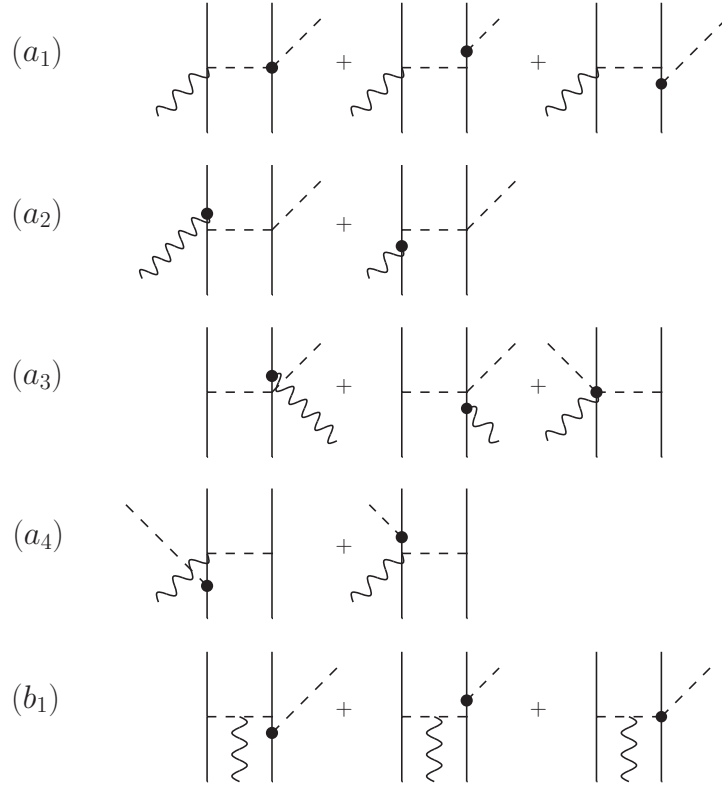 (a₁) + +
(a₂) +
(a₃) + +
(a₄) +
(b₁) + +